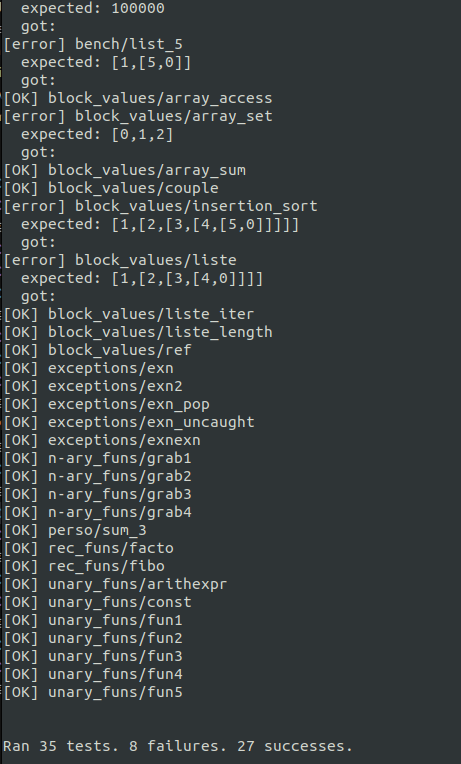 expected: 100000
  got:
[error] bench/list_5
  expected: [1,[5,0]]
  got:
[OK] block_values/array_access
[error] block_values/array_set
  expected: [0,1,2]
  got:
[OK] block_values/array_sum
[OK] block_values/couple
[error] block_values/insertion_sort
  expected: [1,[2,[3,[4,[5,0]]]]]
  got:
[error] block_values/liste
  expected: [1,[2,[3,[4,0]]]]
  got:
[OK] block_values/liste_iter
[OK] block_values/liste_length
[OK] block_values/ref
[OK] exceptions/exn
[OK] exceptions/exn2
[OK] exceptions/exn_pop
[OK] exceptions/exn_uncaught
[OK] exceptions/exnexn
[OK] n-ary_funs/grab1
[OK] n-ary_funs/grab2
[OK] n-ary_funs/grab3
[OK] n-ary_funs/grab4
[OK] perso/sum_3
[OK] rec_funs/facto
[OK] rec_funs/fibo
[OK] unary_funs/arithexpr
[OK] unary_funs/const
[OK] unary_funs/fun1
[OK] unary_funs/fun2
[OK] unary_funs/fun3
[OK] unary_funs/fun4
[OK] unary_funs/fun5
Ran 35 tests. 8 failures. 27 successes.